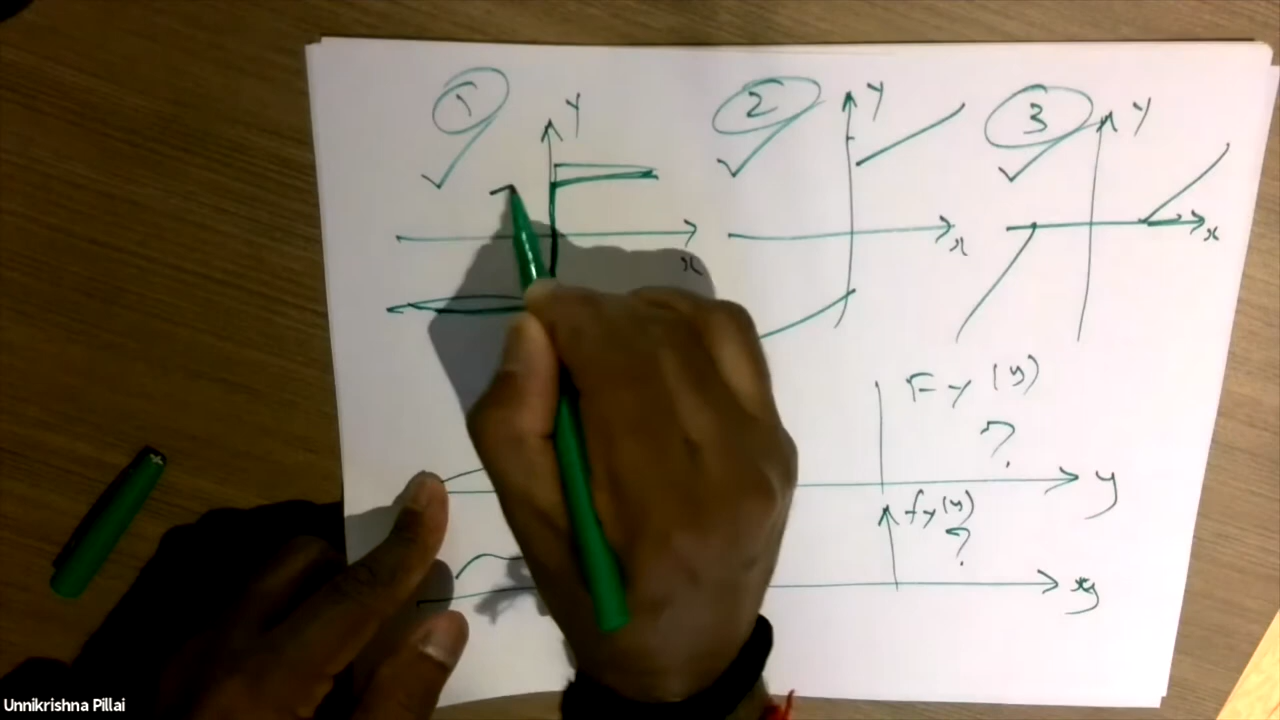 1 Y 2 Y 3 Y
x x x
Fy(y)
?
y
fy(y)
?
y
Unnikrishna Pillai